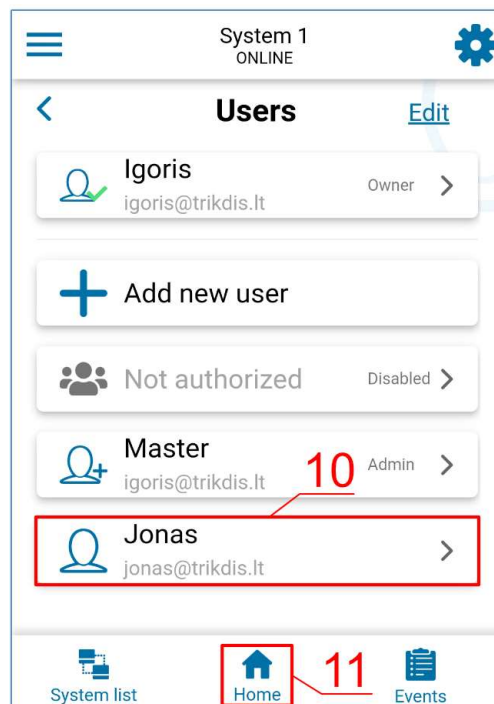 System 1
ONLINE
Users
Edit
Igoris
igoris@trikdis.lt
Owner
Add new user
Not authorized
Disabled
Master
igoris@trikdis.lt
Admin
10
Jonas
jonas@trikdis.lt
11
System list
Home
Events